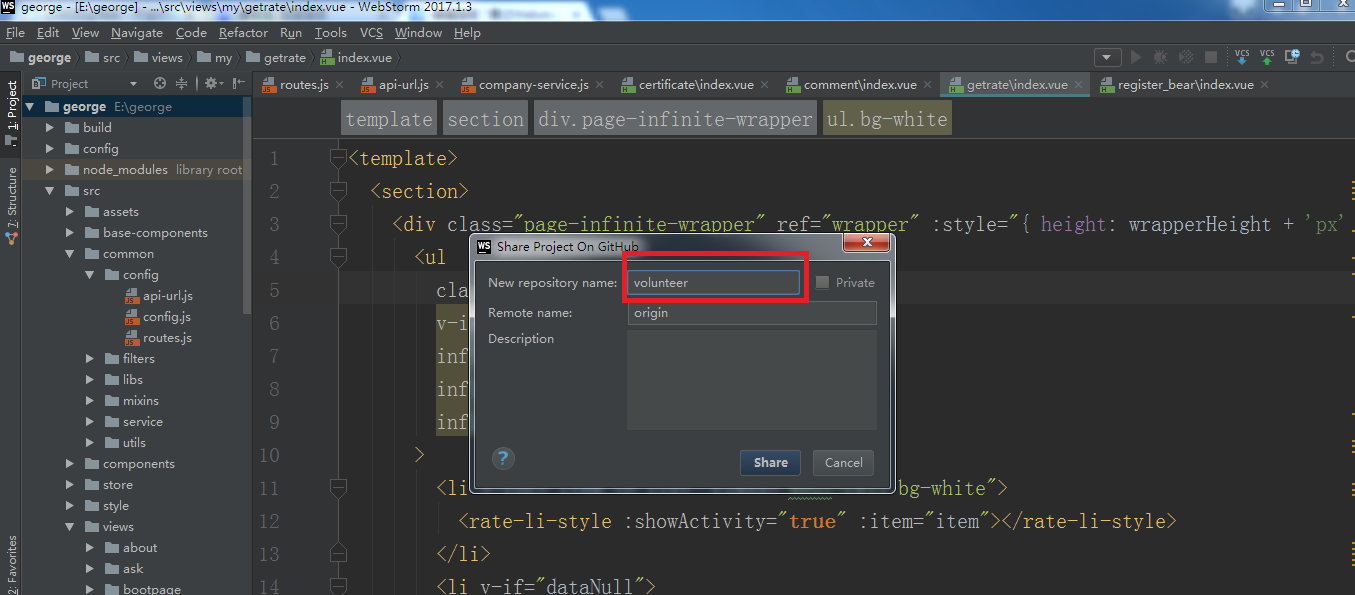 WS george - [E:\george] - ...\src\views\my\getrate\index.vue - WebStorm 2017.1.3
File Edit View Navigate Code Refactor Run Tools VCS Window Help
george src views my getrate index.vue VCS VCS
1: Project
7: Structure
2: Favorites
Project
george E:\george
build
config
node_modules library root
src
assets
base-components
common
config
api-url.js
config.js
routes.js
filters
libs
mixins
service
utils
components
store
style
views
about
ask
bootpage
routes.js api-url.js company-service.js certificate\index.vue comment\index.vue getrate\index.vue register_bear\index.vue
template section div.page-infinite-wrapper ul.bg-white
1 <template>
2 <section>
3 <div class="page-infinite-wrapper" ref="wrapper" :style="{ height: wrapperHeight + 'px'
4 <ul
5 cla
6 v-i
7 inf
8 inf
9 inf
10 >
11 <li bg-white">
12 <rate-li-style :showActivity="true" :item="item"></rate-li-style>
13 </li>
14 <li v-if="dataNull">
WS Share Project On GitHub
New repository name: volunteer Private
Remote name: origin
Description
? Share Cancel